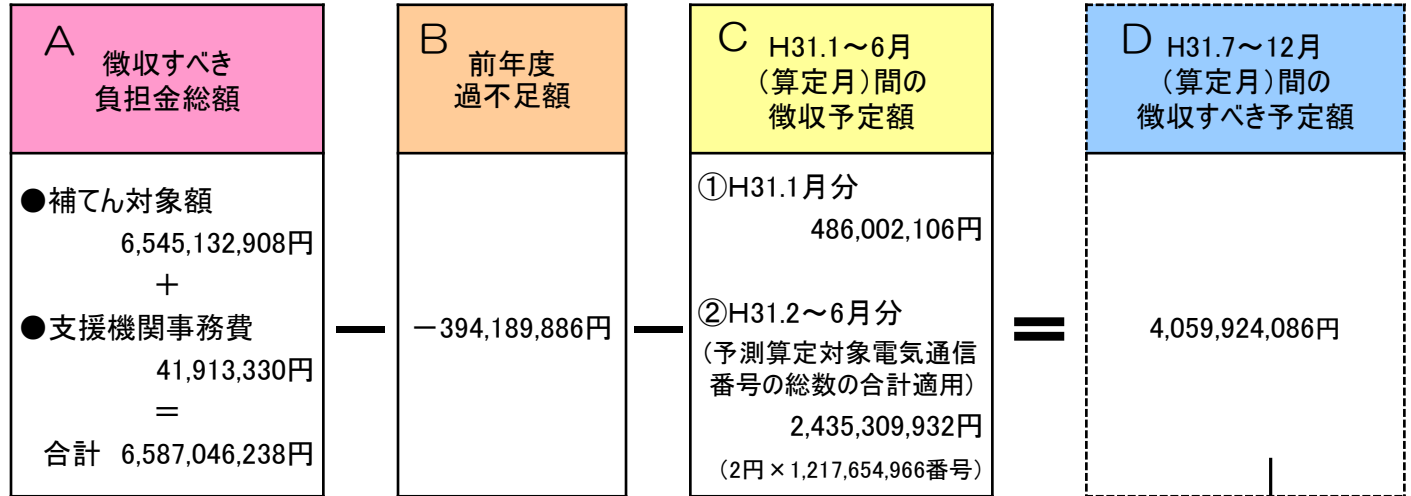 A
徴収すべき
負担金総額
●補てん対象額
6,545,132,908円
＋
●支援機関事務費
41,913,330円
＝
合計 6,587,046,238円
－
B
前年度
過不足額
－394,189,886円
－
C H31.1～6月
（算定月）間の
徴収予定額
①H31.1月分
486,002,106円
②H31.2～6月分
（予測算定対象電気通信
番号の総数の合計適用）
2,435,309,932円
（2円×1,217,654,966番号）
＝
D H31.7～12月
（算定月）間の
徴収すべき予定額
4,059,924,086円